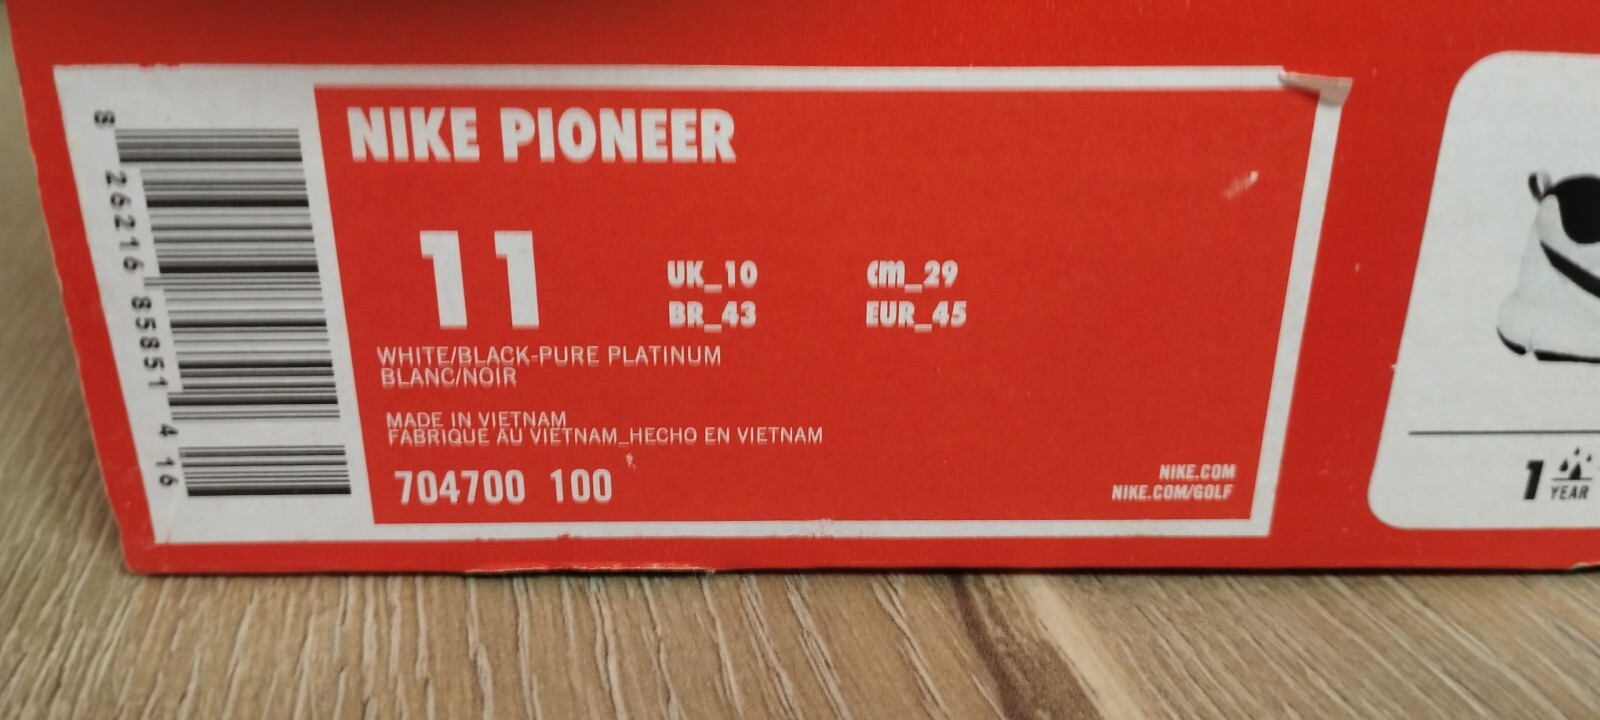 NIKE PIONEER
11
UK_10 CM_29
BR_43 EUR_45
WHITE/BLACK-PURE PLATINUM
BLANC/NOIR
MADE IN VIETNAM
FABRIQUE AU VIETNAM_HECHO EN VIETNAM
704700 100
NIKE.COM
NIKE.COM/GOLF
8 26216 85851 4 16
1 YEAR